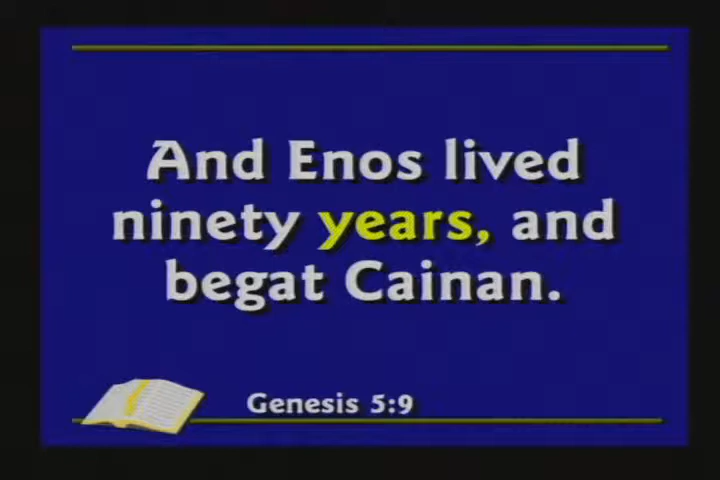 And Enos lived
ninety years, and
begat Cainan.
Genesis 5:9